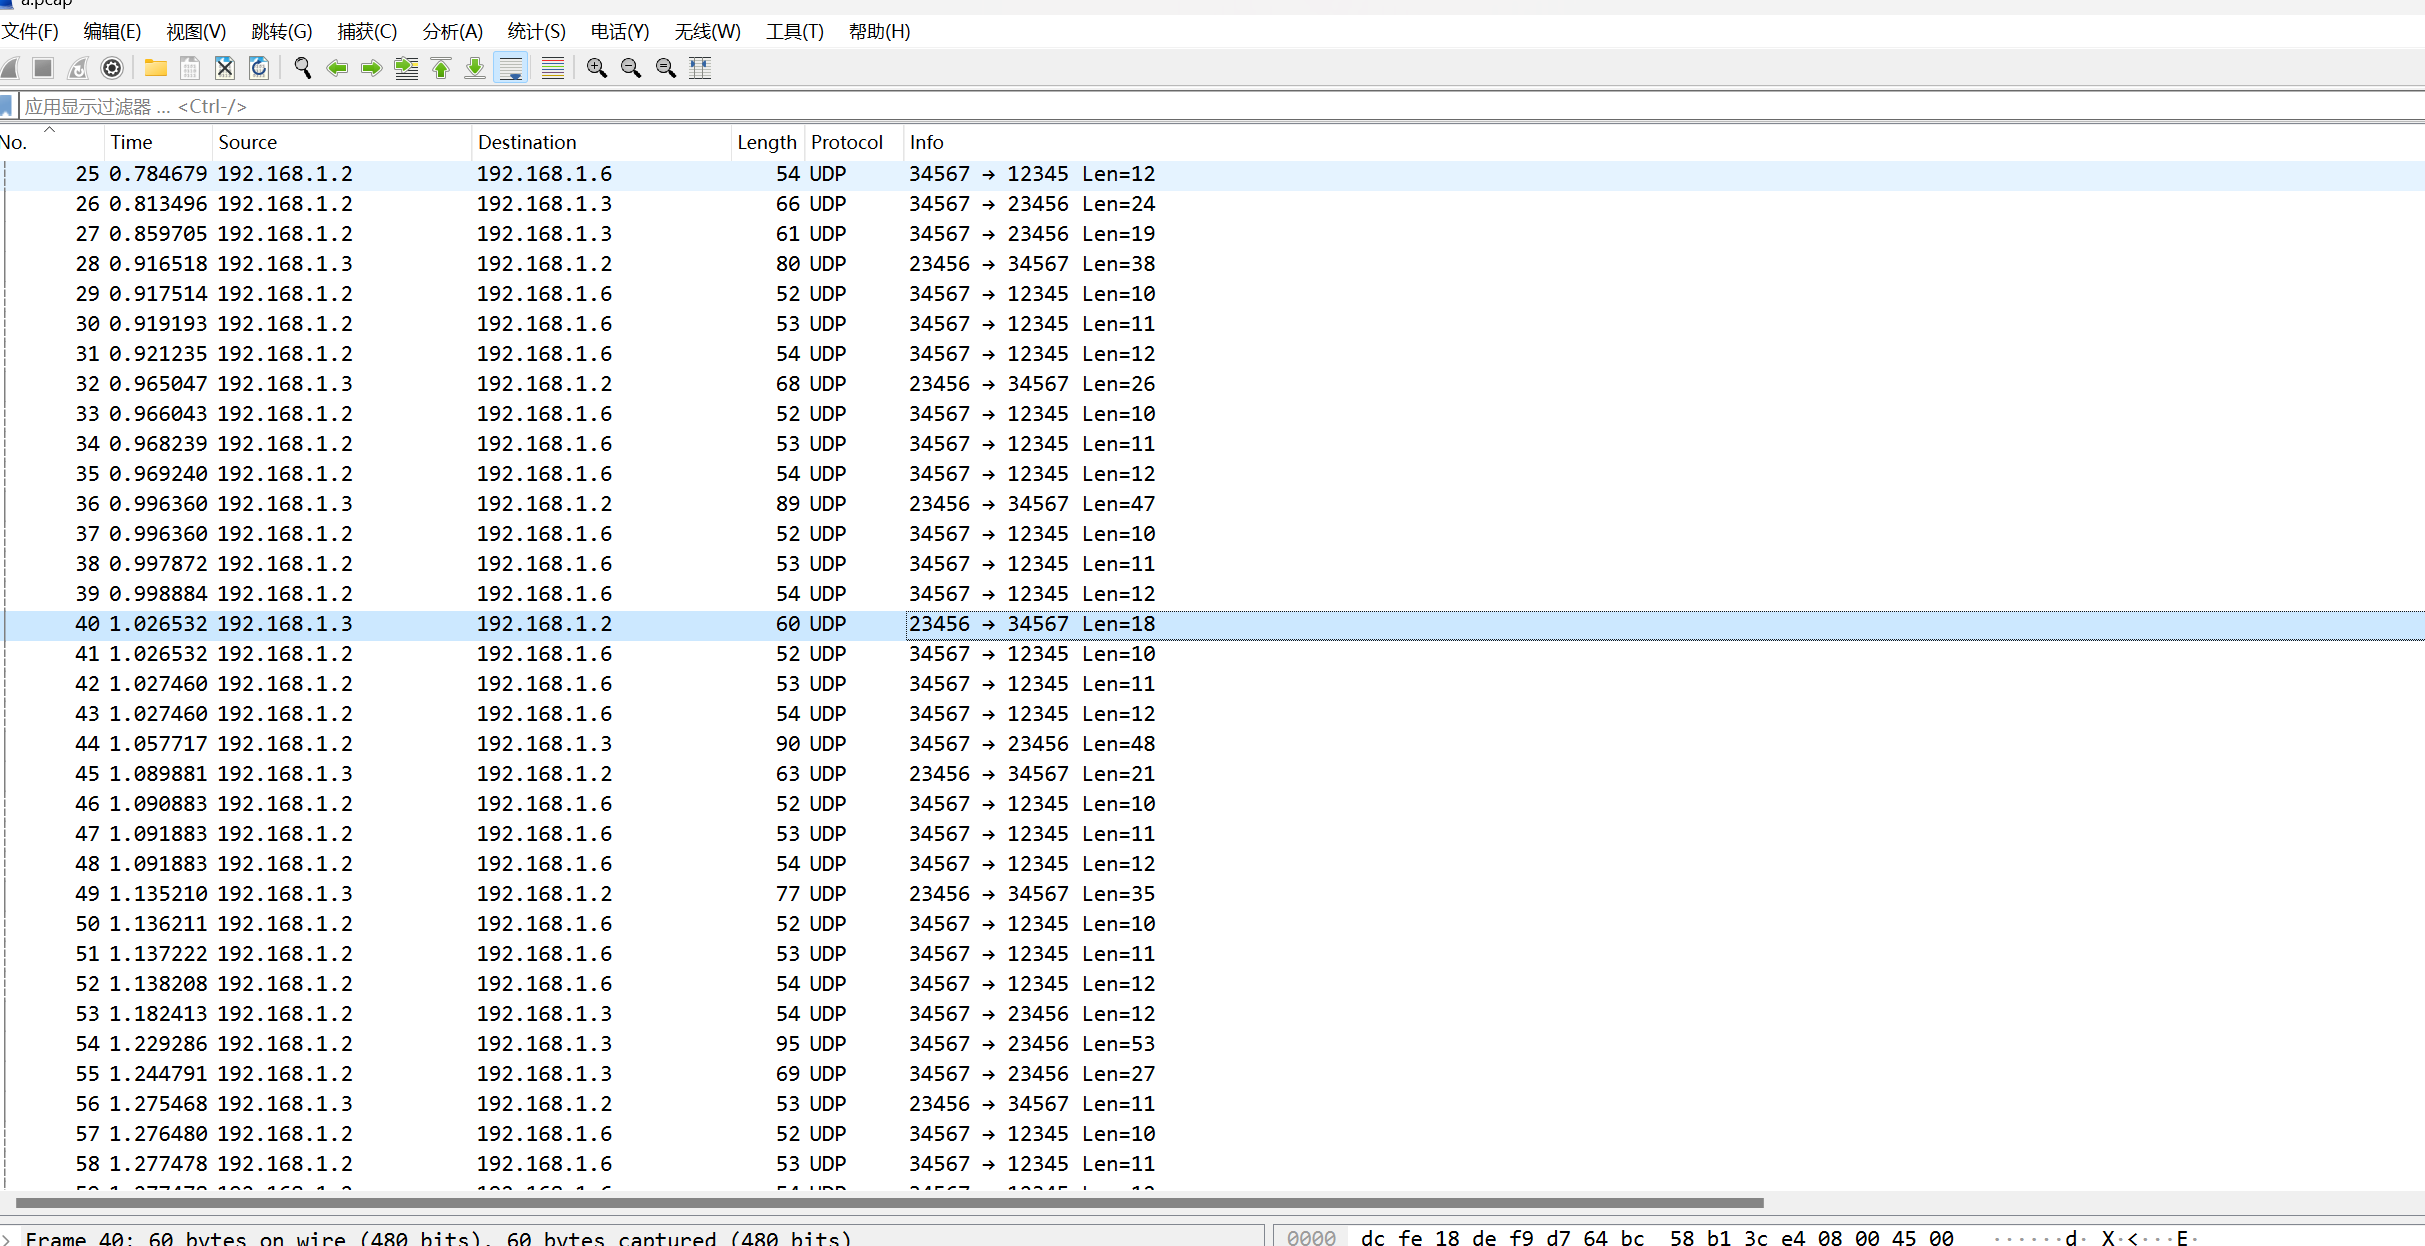 a.pcap
文件(F) 编辑(E) 视图(V) 跳转(G) 捕获(C) 分析(A) 统计(S) 电话(Y) 无线(W) 工具(T) 帮助(H)
应用显示过滤器 … <Ctrl-/>
No. Time Source Destination Length Protocol Info
25 0.784679 192.168.1.2 192.168.1.6 54 UDP 34567 → 12345 Len=12
26 0.813496 192.168.1.2 192.168.1.3 66 UDP 34567 → 23456 Len=24
27 0.859705 192.168.1.2 192.168.1.3 61 UDP 34567 → 23456 Len=19
28 0.916518 192.168.1.3 192.168.1.2 80 UDP 23456 → 34567 Len=38
29 0.917514 192.168.1.2 192.168.1.6 52 UDP 34567 → 12345 Len=10
30 0.919193 192.168.1.2 192.168.1.6 53 UDP 34567 → 12345 Len=11
31 0.921235 192.168.1.2 192.168.1.6 54 UDP 34567 → 12345 Len=12
32 0.965047 192.168.1.3 192.168.1.2 68 UDP 23456 → 34567 Len=26
33 0.966043 192.168.1.2 192.168.1.6 52 UDP 34567 → 12345 Len=10
34 0.968239 192.168.1.2 192.168.1.6 53 UDP 34567 → 12345 Len=11
35 0.969240 192.168.1.2 192.168.1.6 54 UDP 34567 → 12345 Len=12
36 0.996360 192.168.1.3 192.168.1.2 89 UDP 23456 → 34567 Len=47
37 0.996360 192.168.1.2 192.168.1.6 52 UDP 34567 → 12345 Len=10
38 0.997872 192.168.1.2 192.168.1.6 53 UDP 34567 → 12345 Len=11
39 0.998884 192.168.1.2 192.168.1.6 54 UDP 34567 → 12345 Len=12
40 1.026532 192.168.1.3 192.168.1.2 60 UDP 23456 → 34567 Len=18
41 1.026532 192.168.1.2 192.168.1.6 52 UDP 34567 → 12345 Len=10
42 1.027460 192.168.1.2 192.168.1.6 53 UDP 34567 → 12345 Len=11
43 1.027460 192.168.1.2 192.168.1.6 54 UDP 34567 → 12345 Len=12
44 1.057717 192.168.1.2 192.168.1.3 90 UDP 34567 → 23456 Len=48
45 1.089881 192.168.1.3 192.168.1.2 63 UDP 23456 → 34567 Len=21
46 1.090883 192.168.1.2 192.168.1.6 52 UDP 34567 → 12345 Len=10
47 1.091883 192.168.1.2 192.168.1.6 53 UDP 34567 → 12345 Len=11
48 1.091883 192.168.1.2 192.168.1.6 54 UDP 34567 → 12345 Len=12
49 1.135210 192.168.1.3 192.168.1.2 77 UDP 23456 → 34567 Len=35
50 1.136211 192.168.1.2 192.168.1.6 52 UDP 34567 → 12345 Len=10
51 1.137222 192.168.1.2 192.168.1.6 53 UDP 34567 → 12345 Len=11
52 1.138208 192.168.1.2 192.168.1.6 54 UDP 34567 → 12345 Len=12
53 1.182413 192.168.1.2 192.168.1.3 54 UDP 34567 → 23456 Len=12
54 1.229286 192.168.1.2 192.168.1.3 95 UDP 34567 → 23456 Len=53
55 1.244791 192.168.1.2 192.168.1.3 69 UDP 34567 → 23456 Len=27
56 1.275468 192.168.1.3 192.168.1.2 53 UDP 23456 → 34567 Len=11
57 1.276480 192.168.1.2 192.168.1.6 52 UDP 34567 → 12345 Len=10
58 1.277478 192.168.1.2 192.168.1.6 53 UDP 34567 → 12345 Len=11
Frame 40: 60 bytes on wire (480 bits), 60 bytes captured (480 bits)
0000 dc fe 18 de f9 d7 64 bc 58 b1 3c e4 08 00 45 00 ······d· X·<···E·